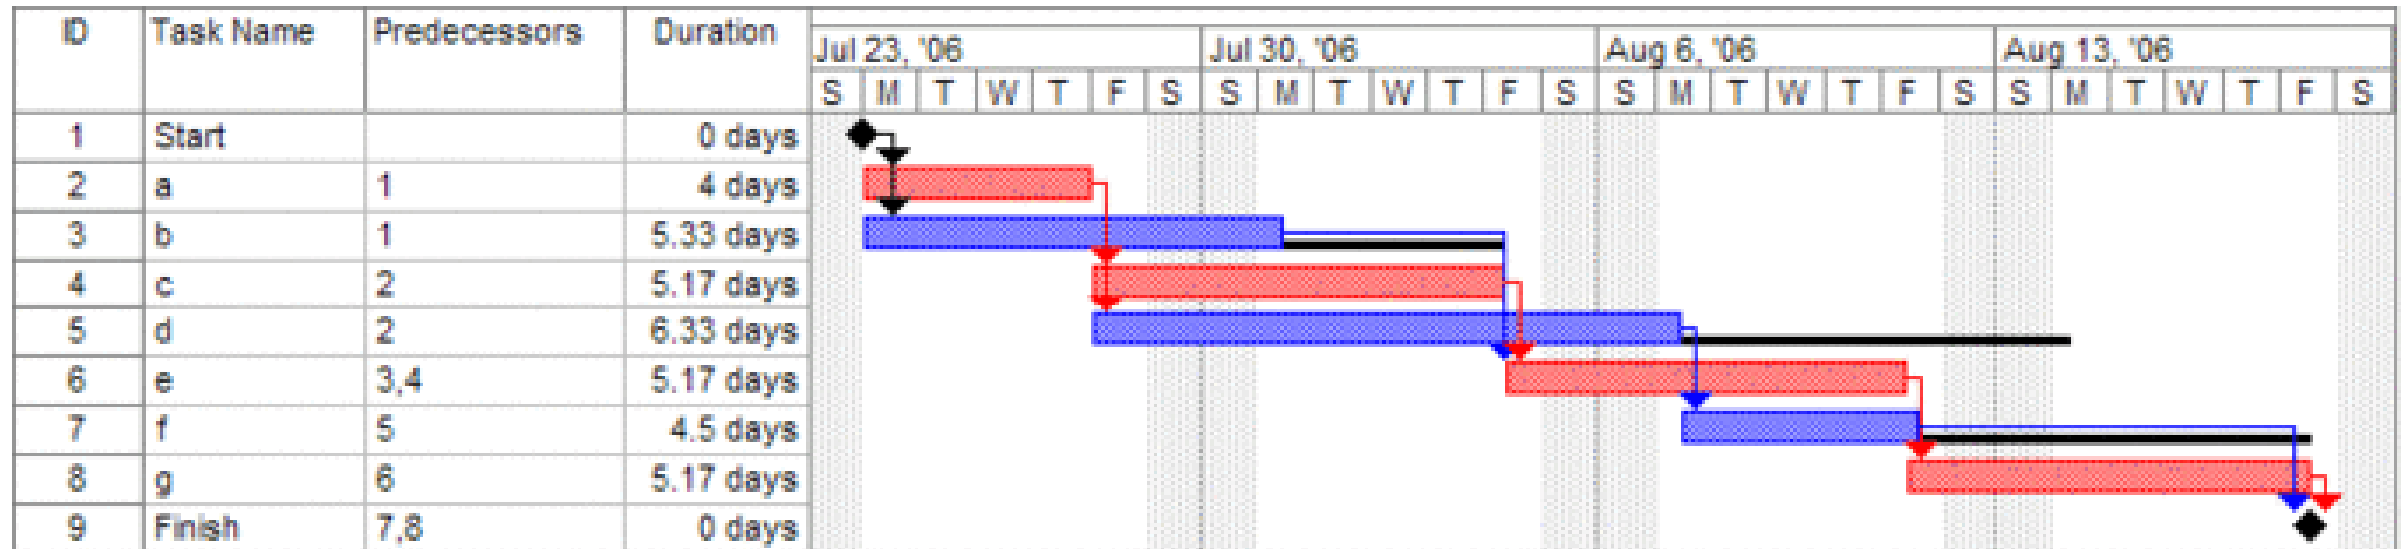 ID Task Name Predecessors Duration
Jul 23, '06 Jul 30, '06 Aug 6, '06 Aug 13, '06
S M T W T F S S M T W T F S S M T W T F S S M T W T F S
1 Start 0 days
2 a 1 4 days
3 b 1 5.33 days
4 c 2 5.17 days
5 d 2 6.33 days
6 e 3,4 5.17 days
7 f 5 4.5 days
8 g 6 5.17 days
9 Finish 7,8 0 days